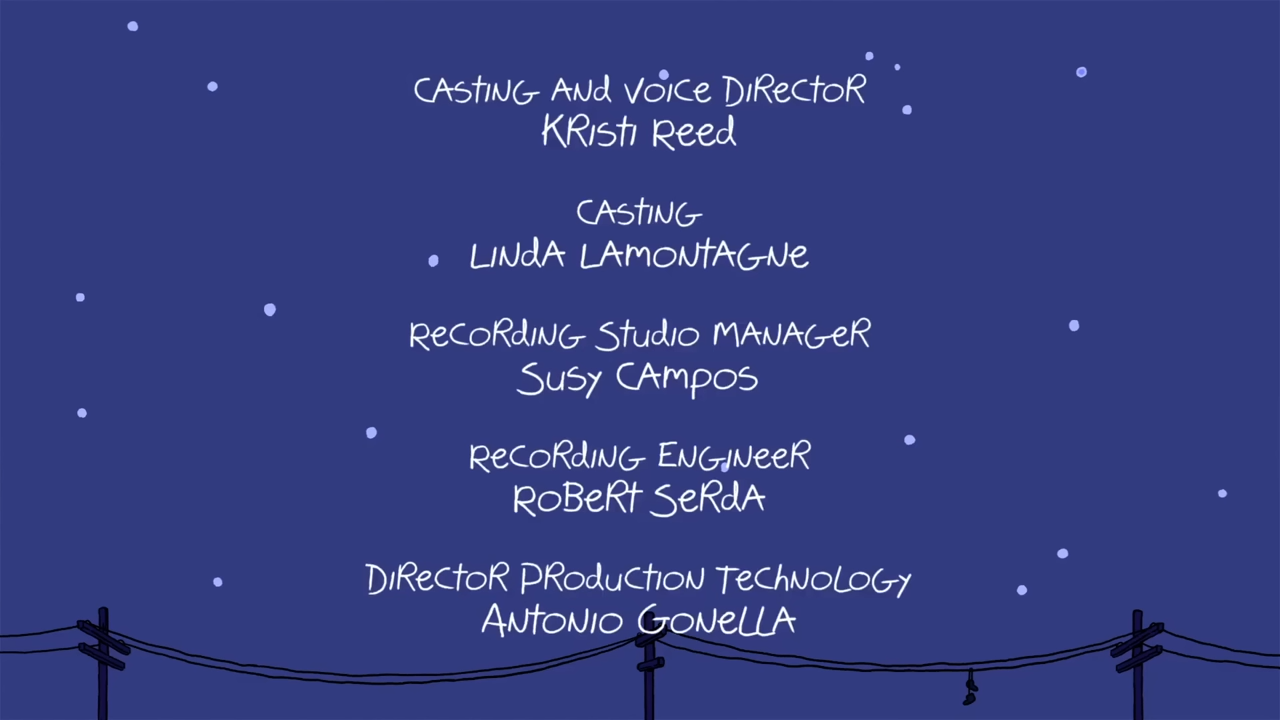 CASTING AND VOICE DIRECTOR
KRISTI REED
CASTING
LINDA LAMONTAGNE
RECORDING STUDIO MANAGER
SUSY CAMPOS
RECORDING ENGINEER
ROBERT SERDA
DIRECTOR PRODUCTION TECHNOLOGY
ANTONIO GONELLA